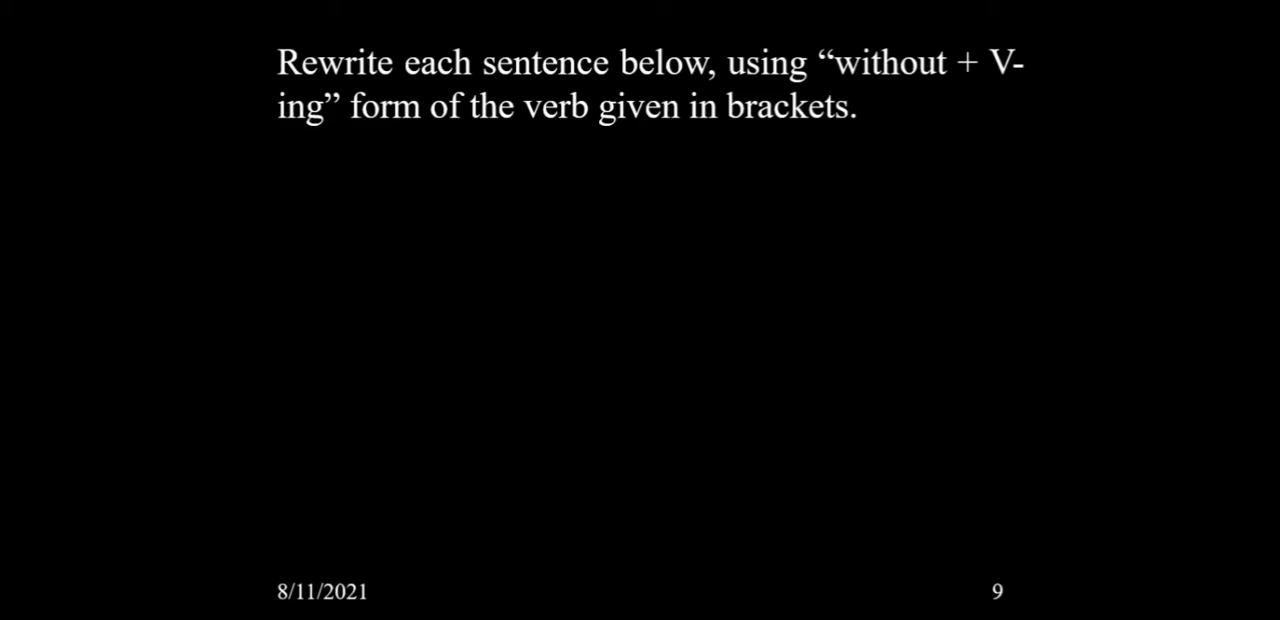 Rewrite each sentence below, using “without + V-
ing” form of the verb given in brackets.
8/11/2021
9